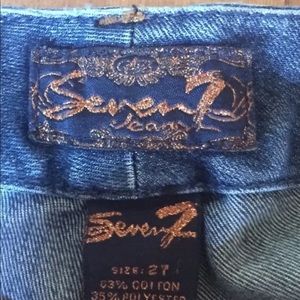 Seven7
Jeans
Seven7
SIZE: 27
63% COTTON
35% POLYESTER